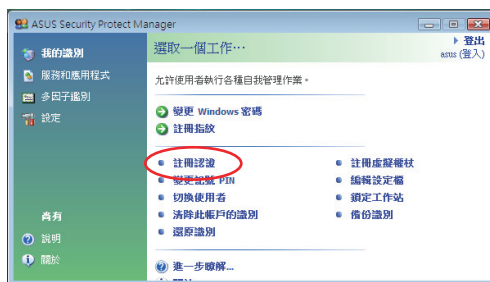 ASUS Security Protect Manager
我的識別
服務和應用程式
多因子鑑別
設定
尚有
說明
關於
選取一個工作…
登出
asus (登入)
允許使用者執行各種自我管理作業。
變更 Windows 密碼
註冊指紋
註冊認證
變更記號 PIN
切換使用者
清除此帳戶的識別
還原識別
註冊虛擬權杖
編輯設定檔
鎖定工作站
備份識別
進一步瞭解...